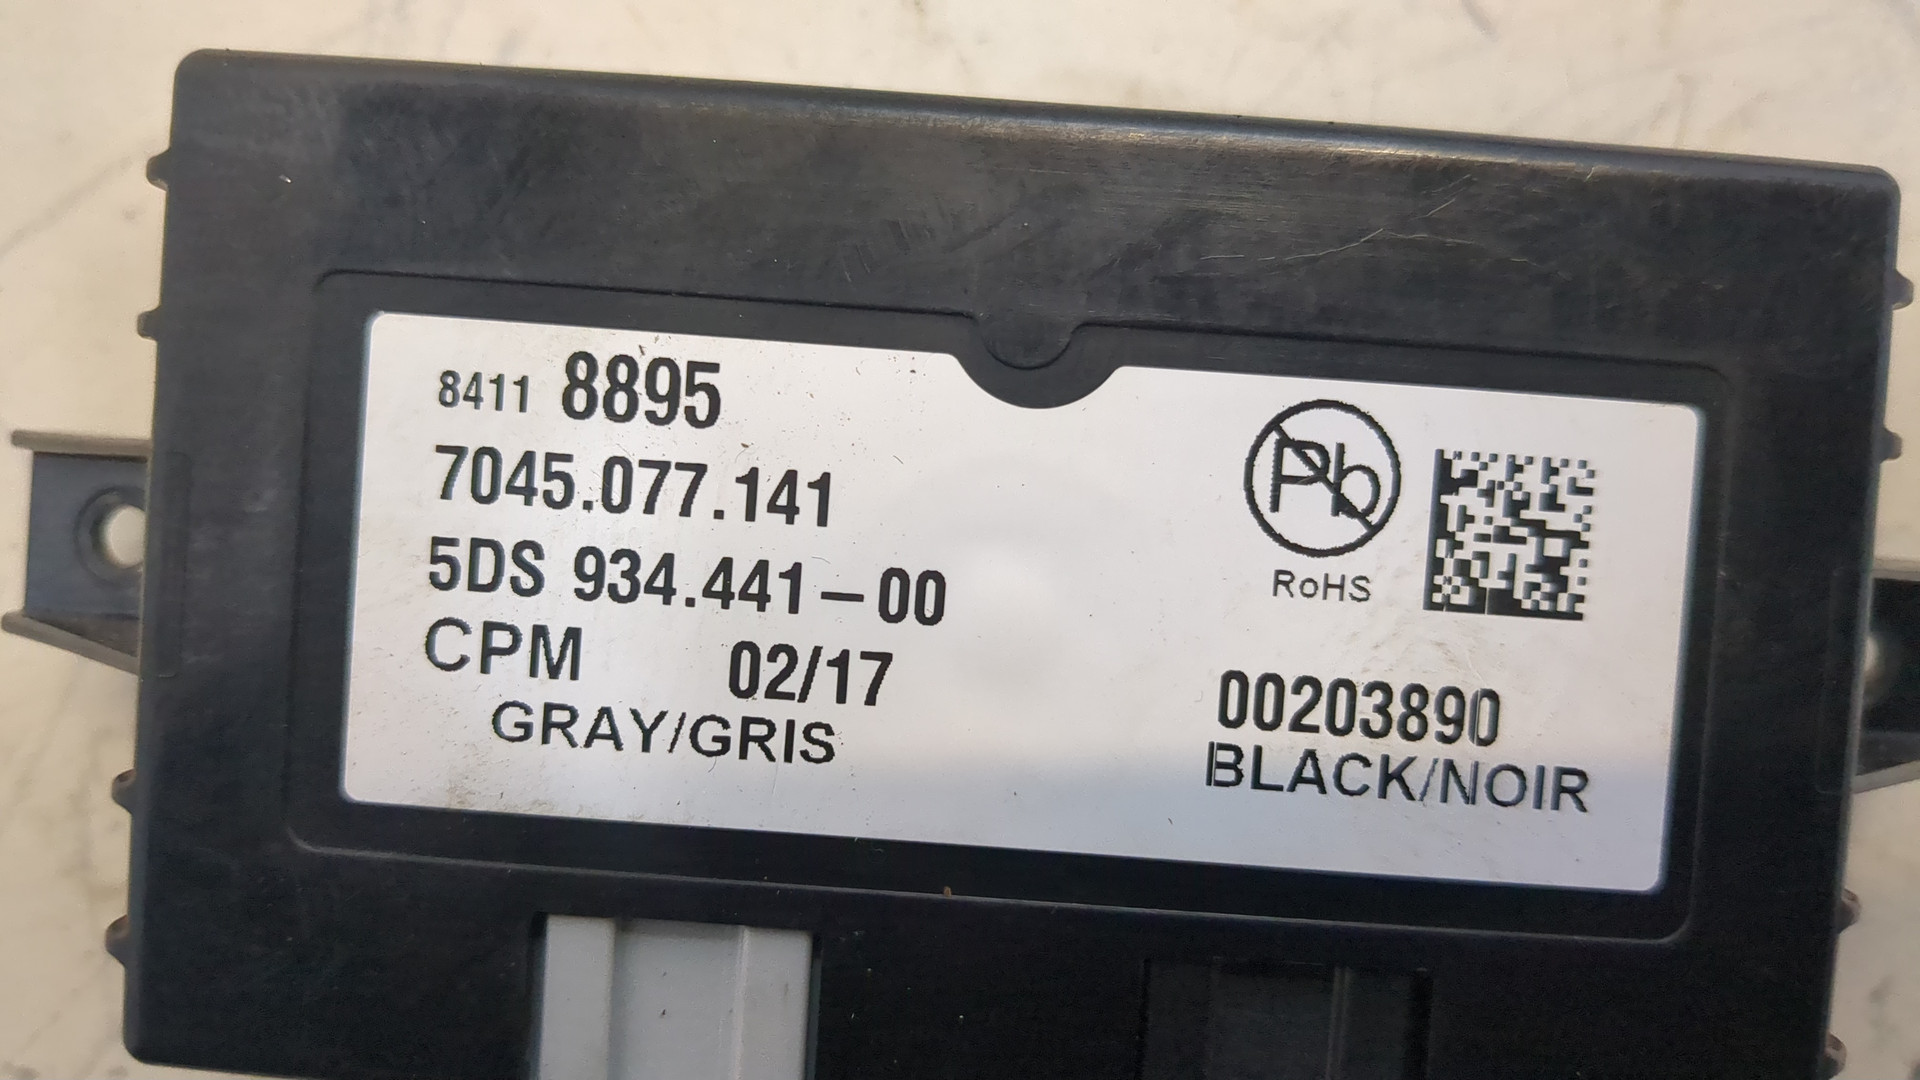 8411 8895
7045.077.141
5DS 934.441-00
CPM 02/17
GRAY/GRIS
Pb
RoHS
00203890
BLACK/NOIR